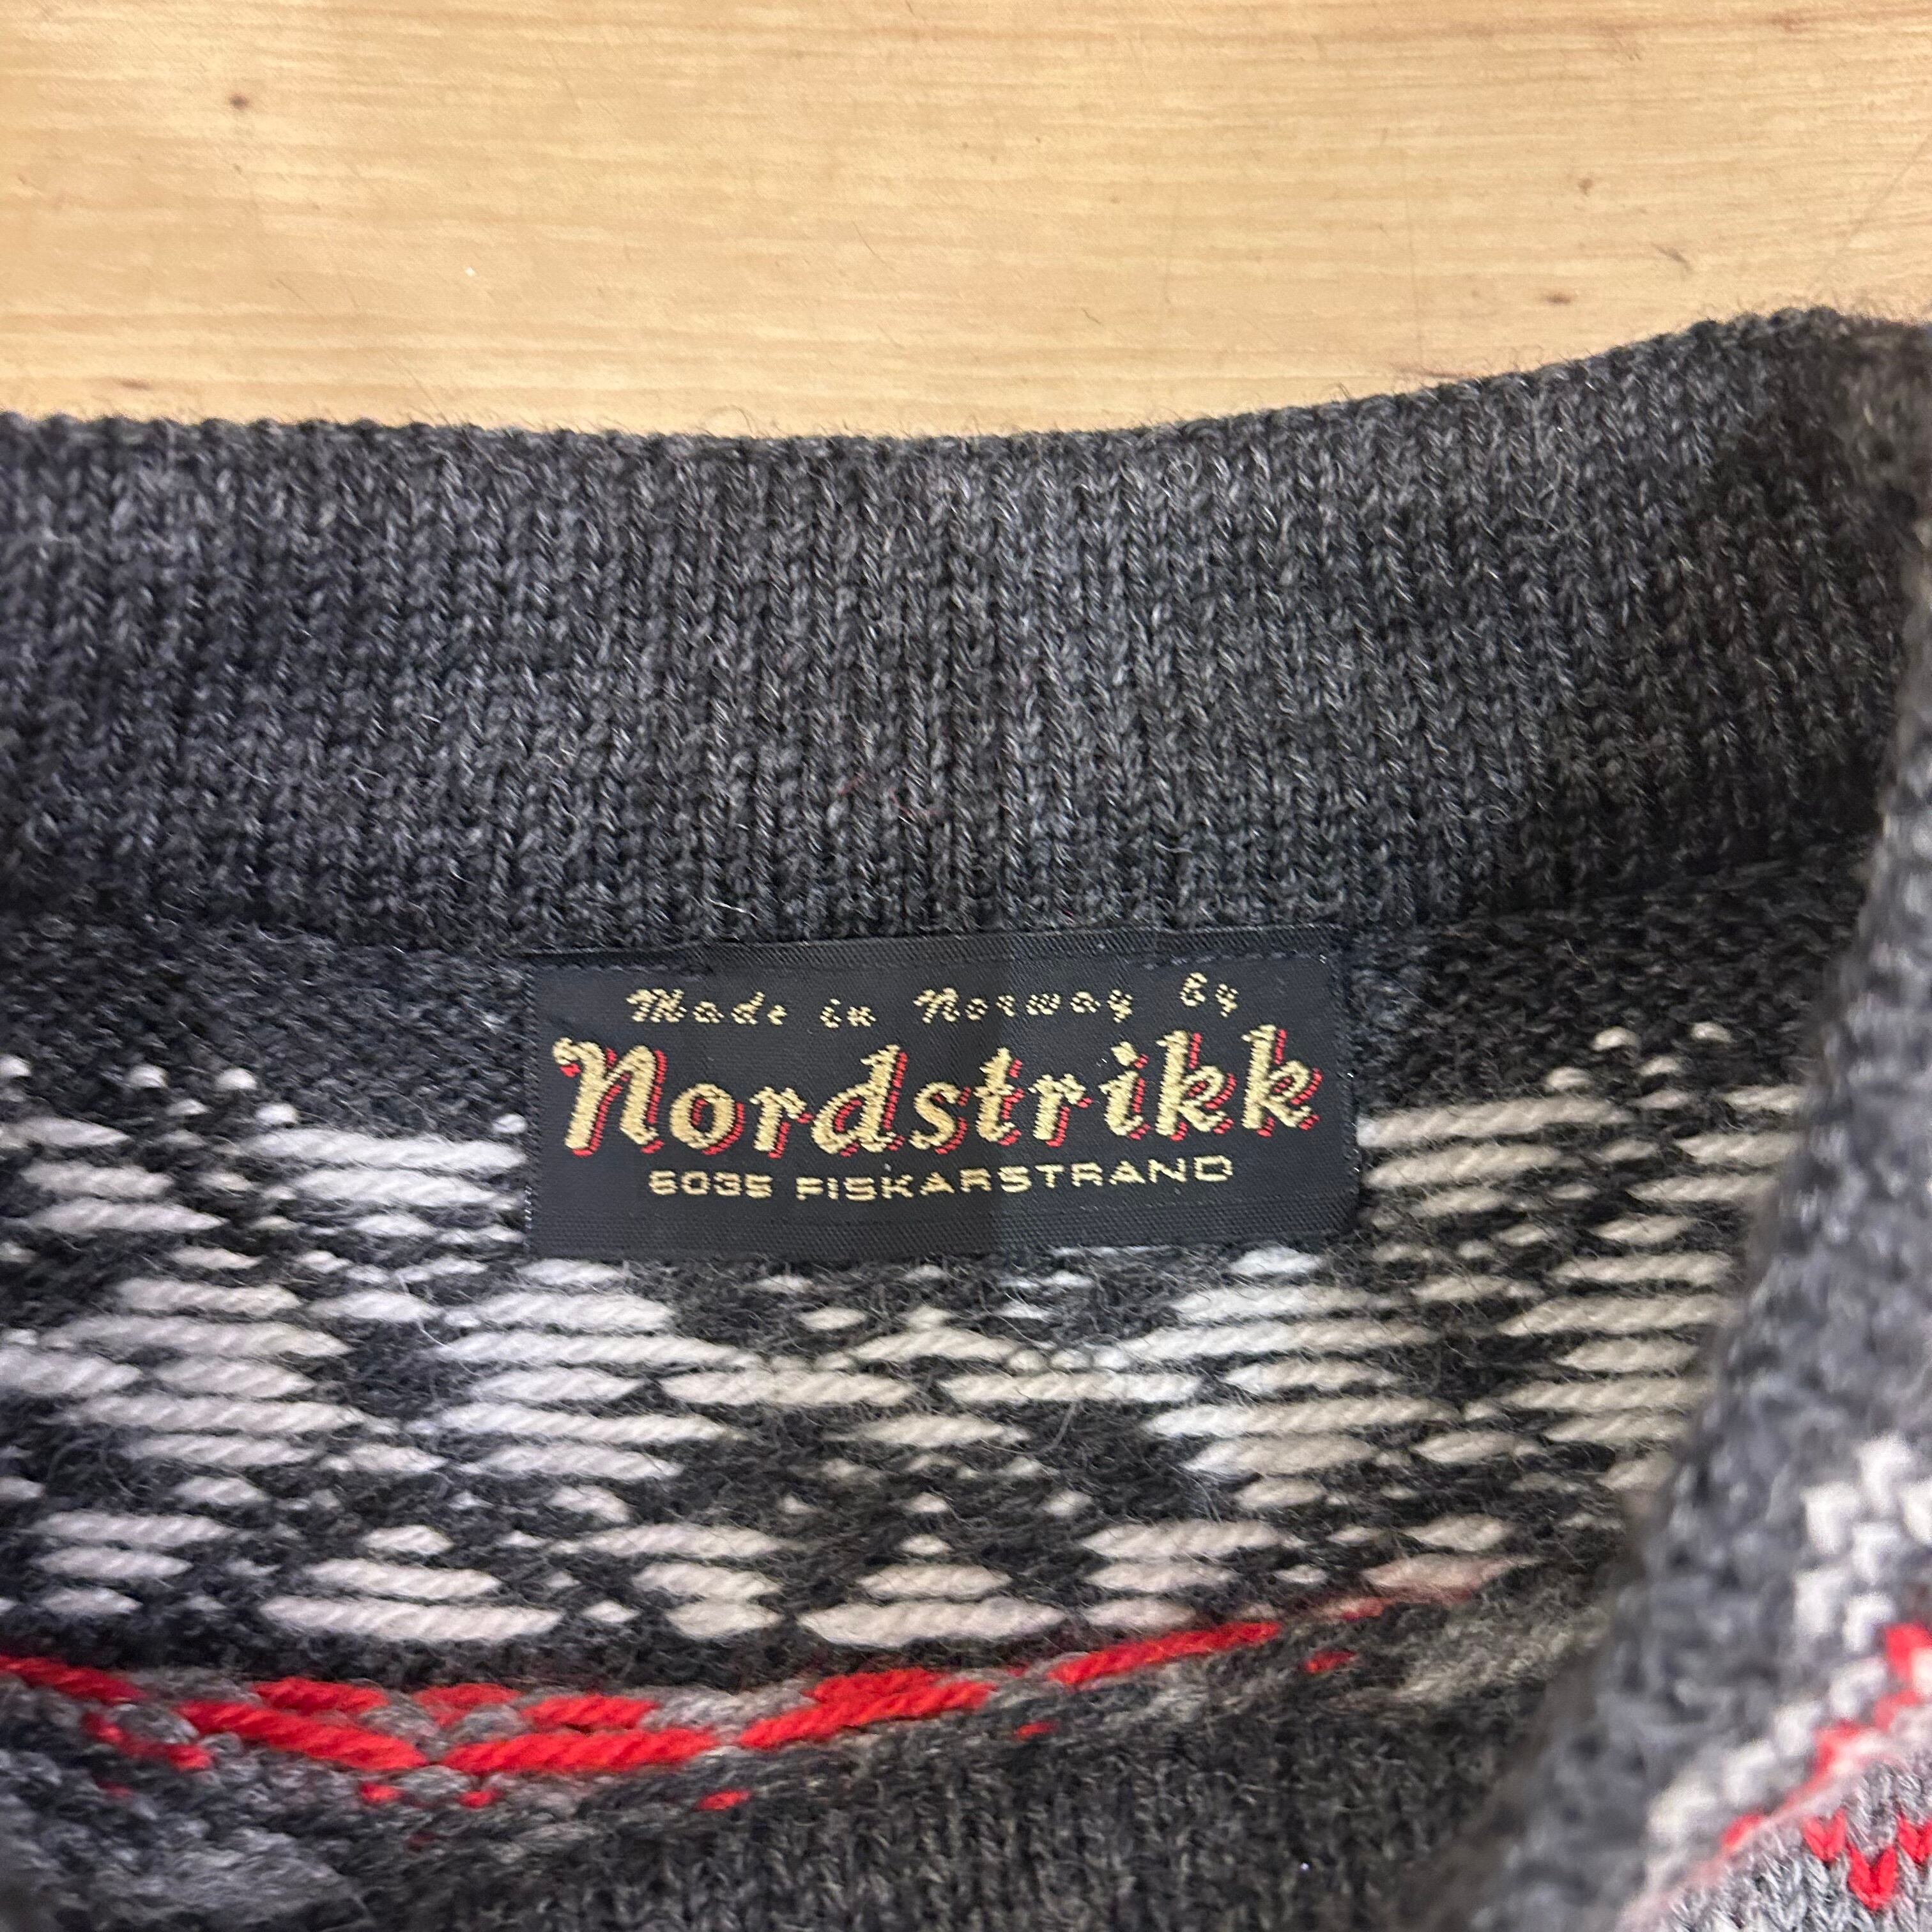 Made in Norway by
Nordstrikk
6035 FISKARSTRAND